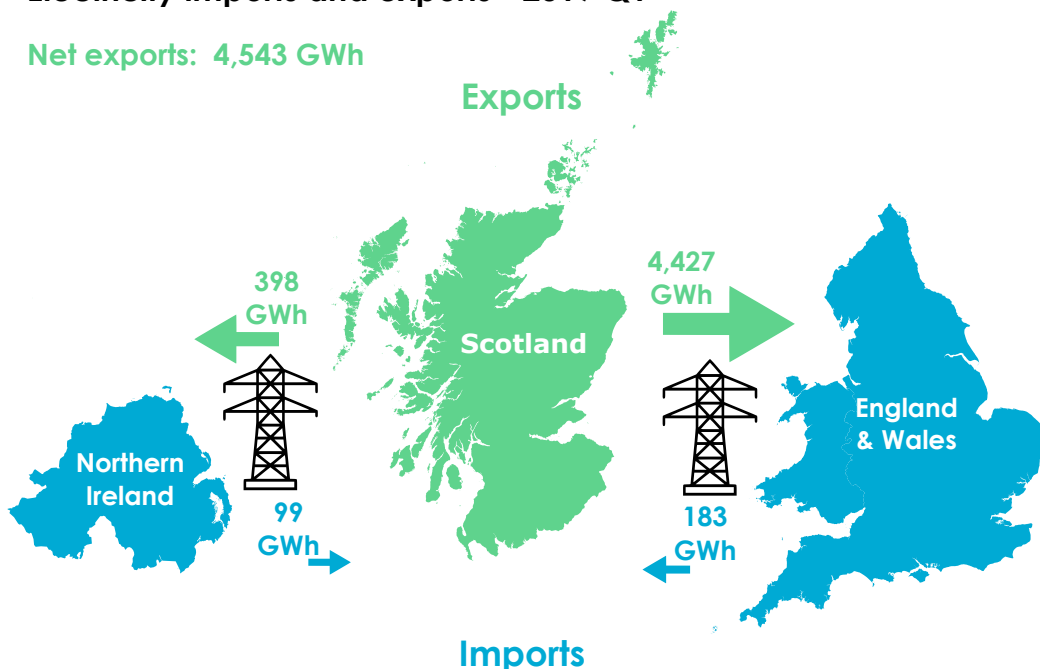 Net exports: 4,543 GWh
Exports
398
GWh
4,427
GWh
Scotland
England
& Wales
Northern
Ireland
99
GWh
183
GWh
Imports